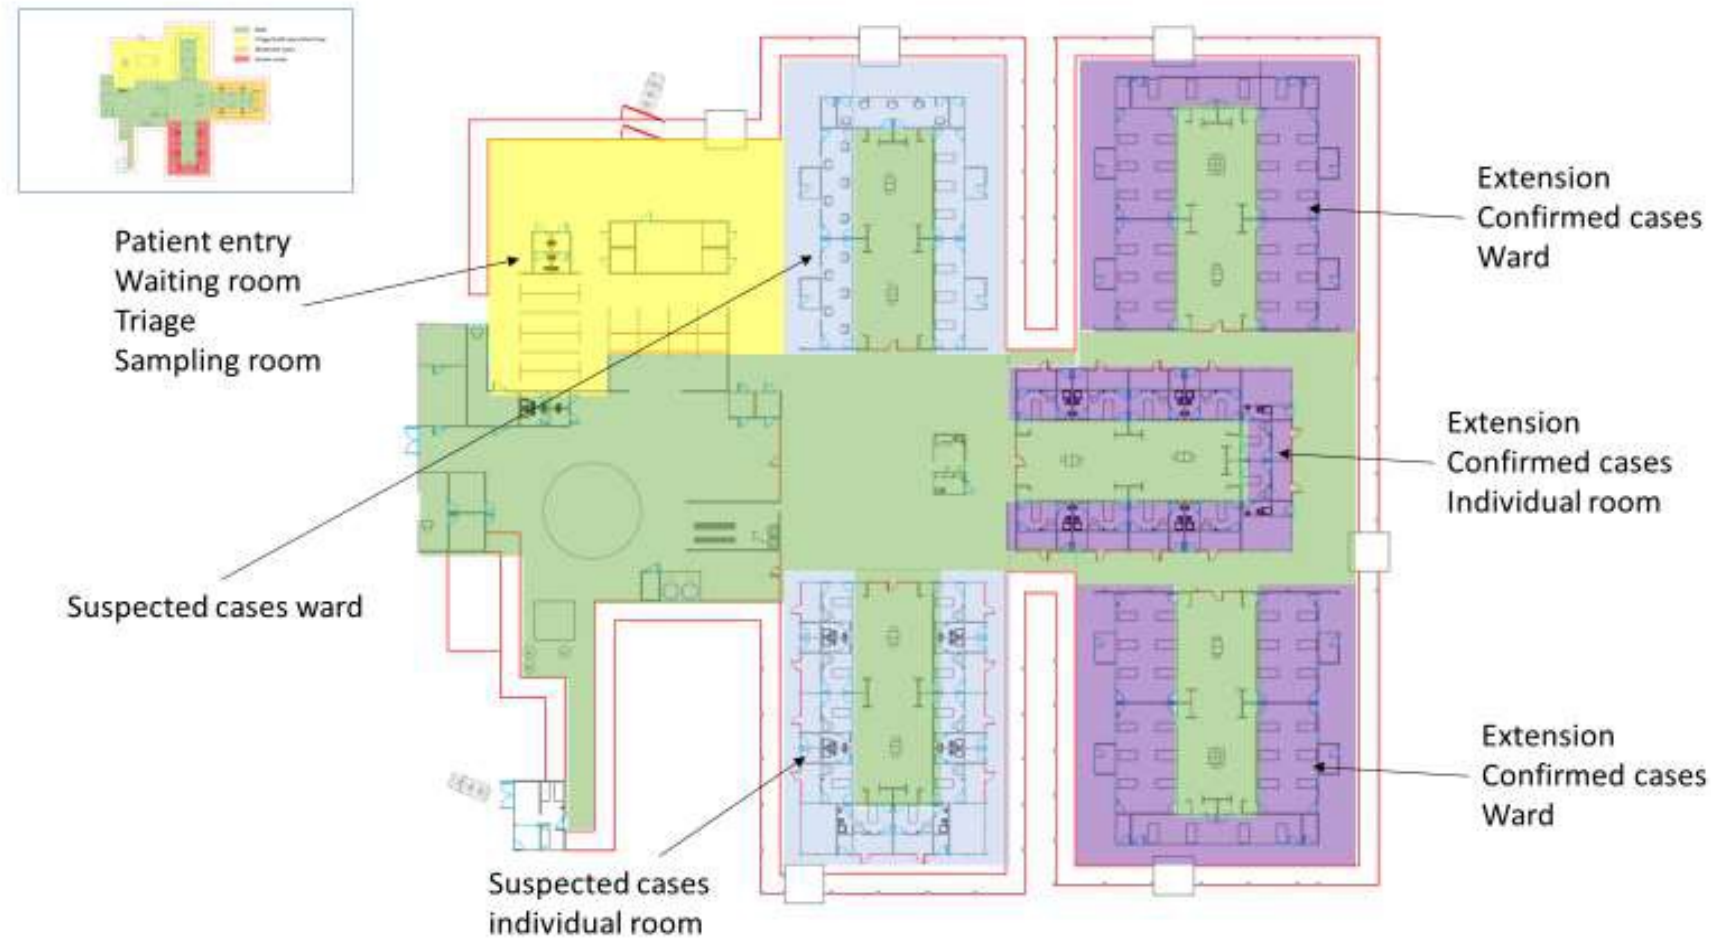 Patient entry
Waiting room
Triage
Sampling room
Extension
Confirmed cases
Ward
Extension
Confirmed cases
Individual room
Suspected cases ward
Extension
Confirmed cases
Ward
Suspected cases
individual room